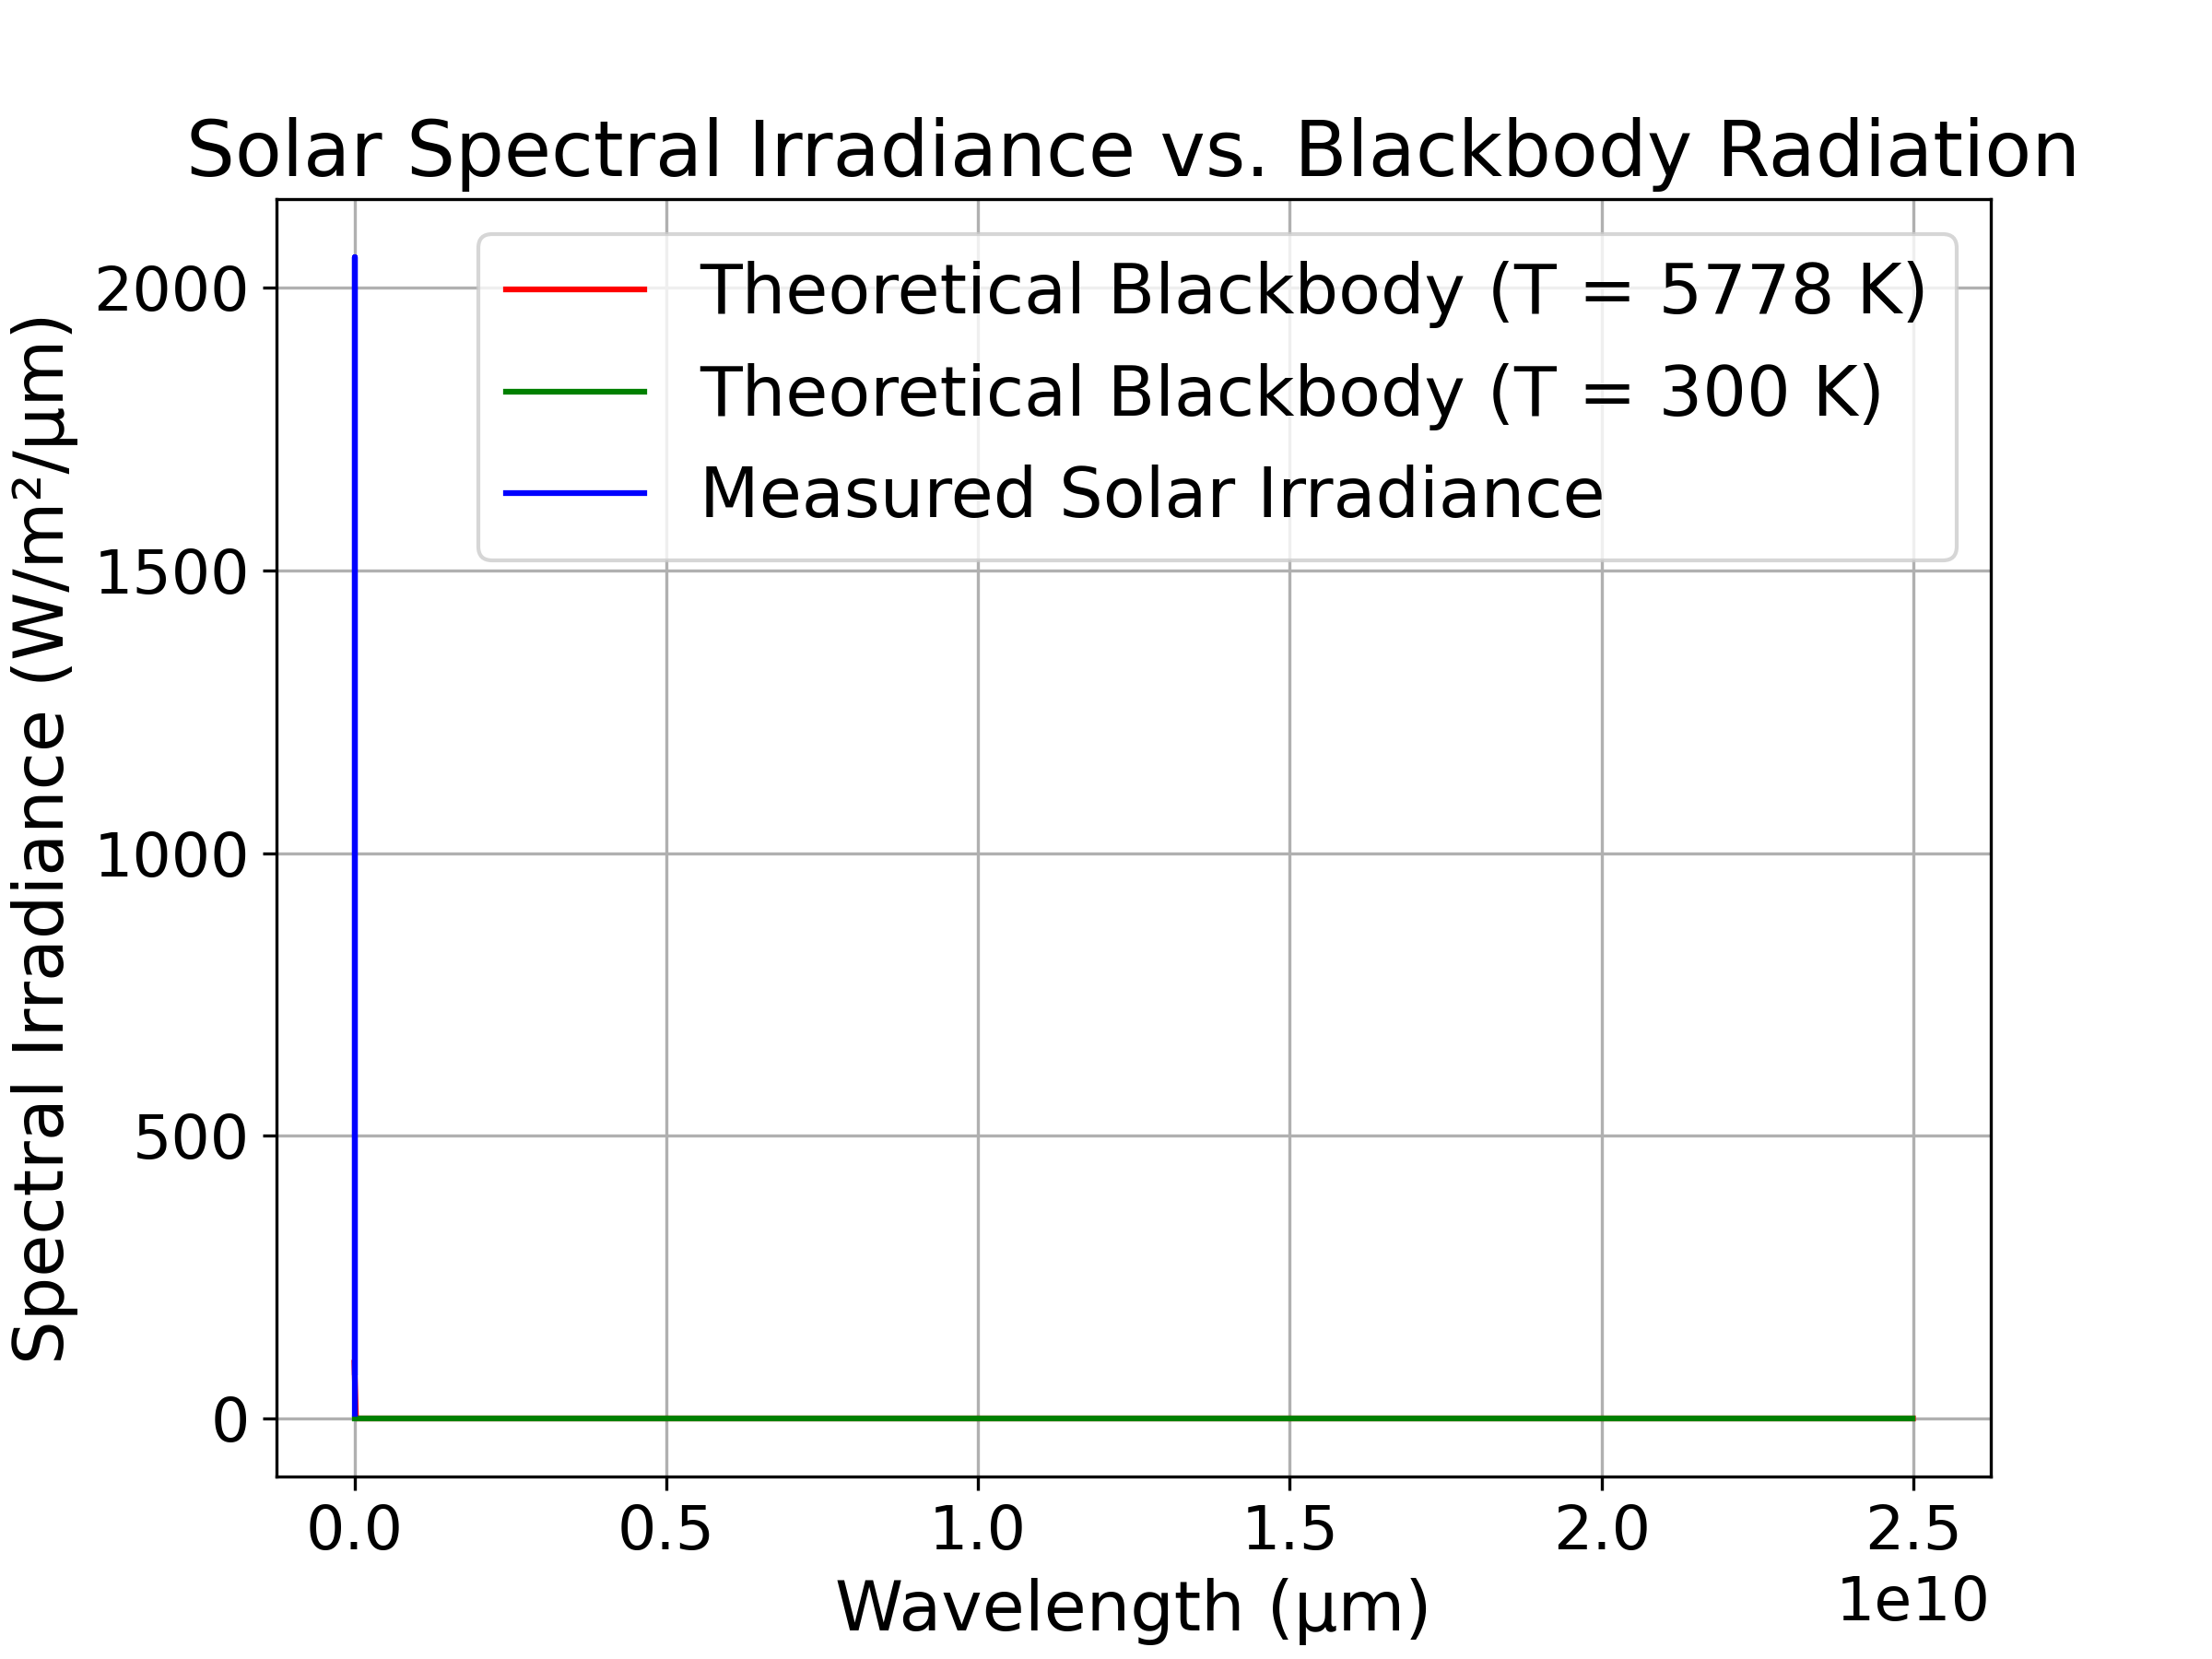 Solar Spectral Irradiance vs. Blackbody Radiation
Theoretical Blackbody (T = 5778 K)
Theoretical Blackbody (T = 300 K)
Measured Solar Irradiance
Spectral Irradiance (W/m²/µm)
2000
1500
1000
500
0
0.0 0.5 1.0 1.5 2.0 2.5
1e10
Wavelength (µm)